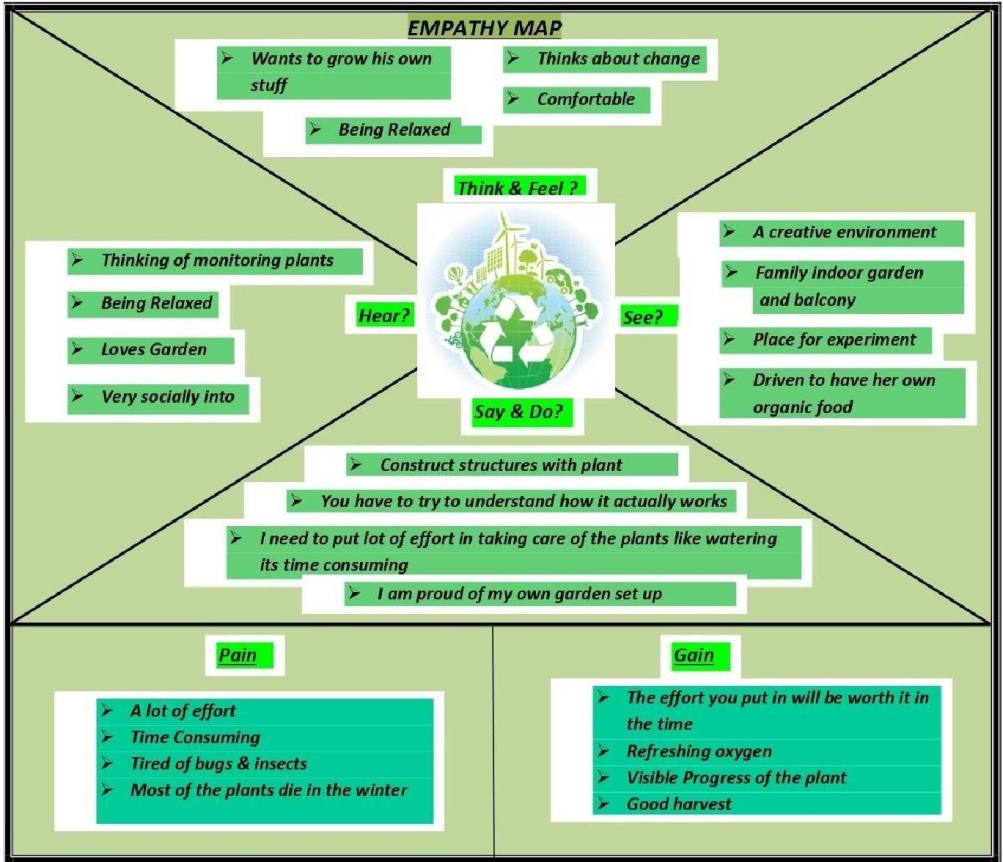 EMPATHY MAP
Wants to grow his own
stuff
Thinks about change
Comfortable
Being Relaxed
Think & Feel ?
Thinking of monitoring plants
Being Relaxed
Loves Garden
Very socially into
Hear?
See?
A creative environment
Family indoor garden
and balcony
Place for experiment
Driven to have her own
organic food
Say & Do?
Construct structures with plant
You have to try to understand how it actually works
I need to put lot of effort in taking care of the plants like watering
its time consuming
I am proud of my own garden set up
Pain
A lot of effort
Time Consuming
Tired of bugs & insects
Most of the plants die in the winter
Gain
The effort you put in will be worth it in
the time
Refreshing oxygen
Visible Progress of the plant
Good harvest